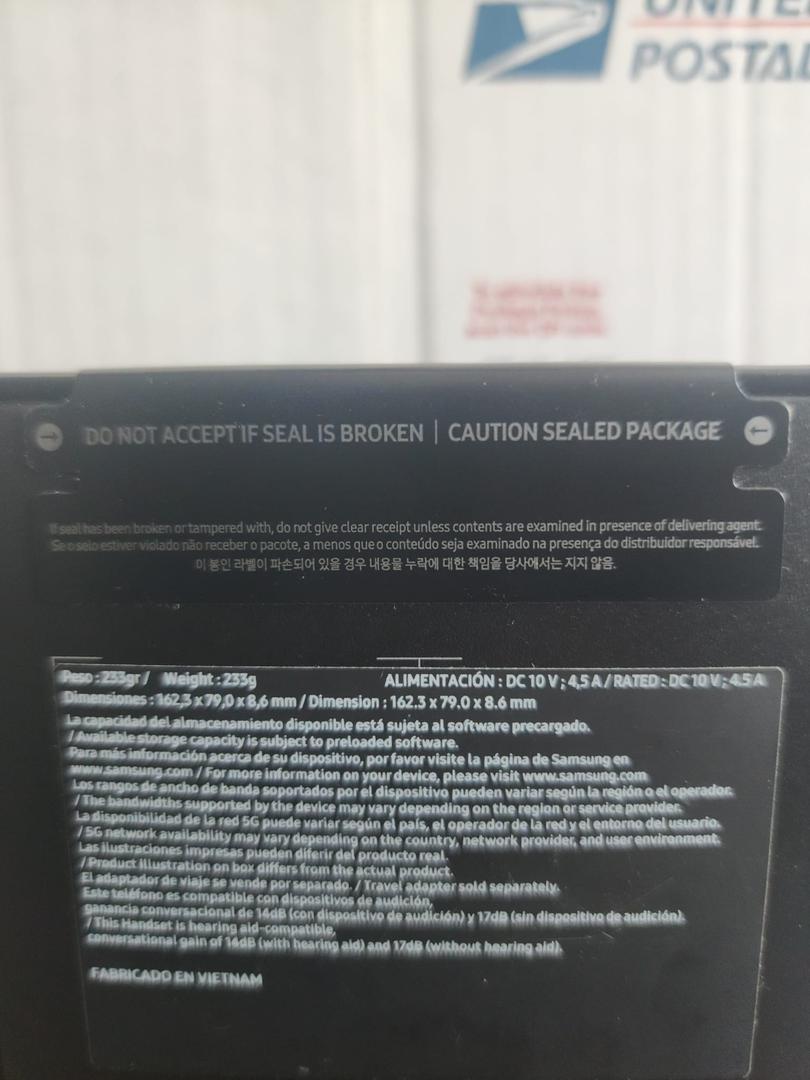 UNITE
POSTAL
DO NOT ACCEPT IF SEAL IS BROKEN | CAUTION SEALED PACKAGE
If seal has been broken or tampered with, do not give clear receipt unless contents are examined in presence of delivering agent.
Se o selo estiver violado não receber o pacote, a menos que o conteúdo seja examinado na presença do distribuidor responsável.
이 봉인 라벨이 파손되어 있을 경우 내용물 누락에 대한 책임을 당사에서는 지지 않음.
Peso : 233gr / Weight : 233g ALIMENTACIÓN : DC 10 V ; 4,5 A / RATED : DC 10 V ; 4.5 A
Dimensiones : 162,3 x 79,0 x 8,6 mm / Dimension : 162.3 x 79.0 x 8.6 mm
La capacidad del almacenamiento disponible está sujeta al software precargado.
/ Available storage capacity is subject to preloaded software.
Para más información acerca de su dispositivo, por favor visite la página de Samsung en
www.samsung.com / For more information on your device, please visit www.samsung.com
Los rangos de ancho de banda soportados por el dispositivo pueden variar según la región o el operador.
/ The bandwidths supported by the device may vary depending on the region or service provider.
La disponibilidad de la red 5G puede variar según el país, el operador de la red y el entorno del usuario.
/ 5G network availability may vary depending on the country, network provider, and user environment.
Las ilustraciones impresas pueden diferir del producto real.
/ Product illustration on box differs from the actual product.
El adaptador de viaje se vende por separado. / Travel adapter sold separately.
Este teléfono es compatible con dispositivos de audición,
ganancia conversacional de 14dB (con dispositivo de audición) y 17dB (sin dispositivo de audición).
/ This Handset is hearing aid-compatible,
conversational gain of 14dB (with hearing aid) and 17dB (without hearing aid).
FABRICADO EN VIETNAM